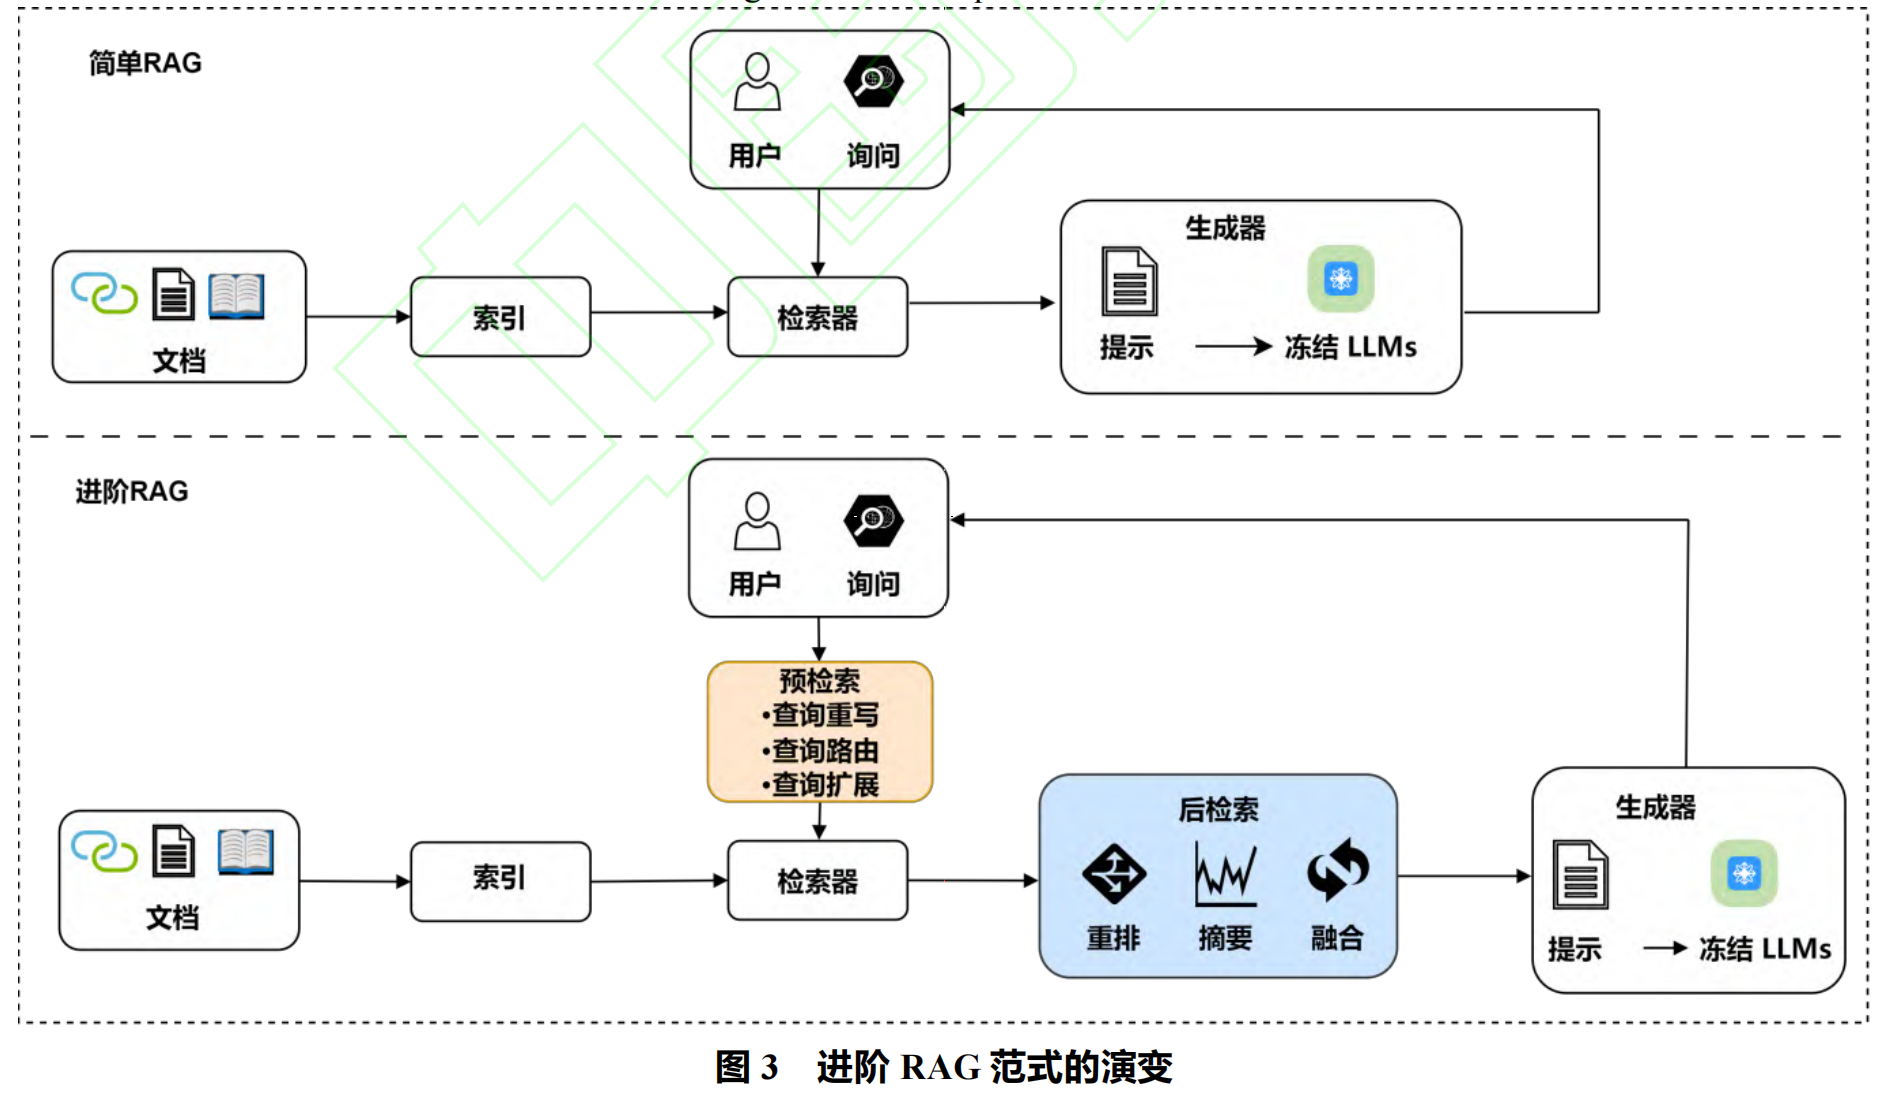 简单RAG
用户
询问
文档
索引
检索器
生成器
提示
冻结 LLMs
进阶RAG
用户
询问
预检索
•查询重写
•查询路由
•查询扩展
文档
索引
检索器
后检索
重排
摘要
融合
生成器
提示
冻结 LLMs
图 3 进阶 RAG 范式的演变